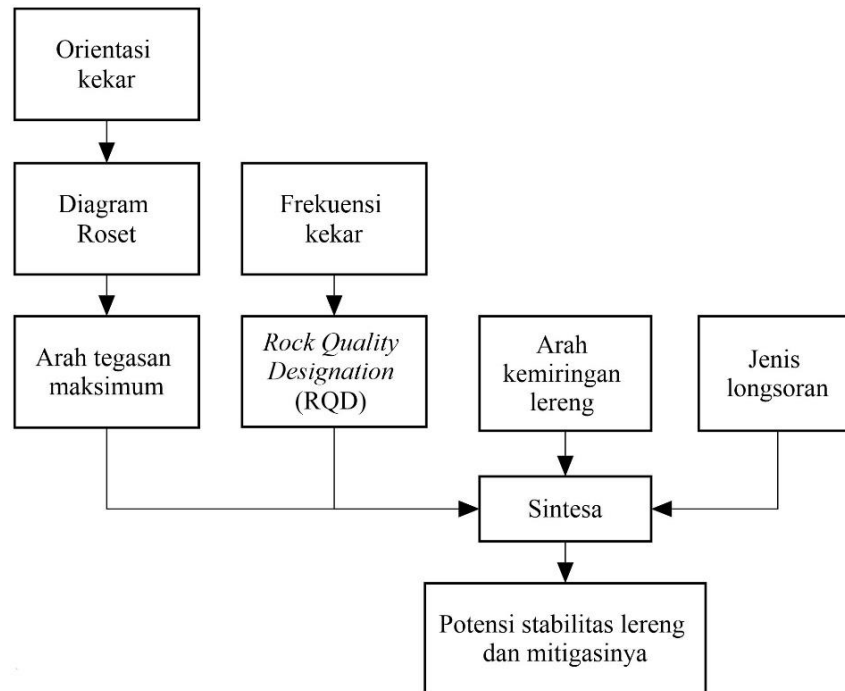 Orientasi
kekar
Diagram
Roset
Frekuensi
kekar
Arah tegasan
maksimum
Rock Quality
Designation
(RQD)
Arah
kemiringan
lereng
Jenis
longsoran
Sintesa
Potensi stabilitas lereng
dan mitigasinya